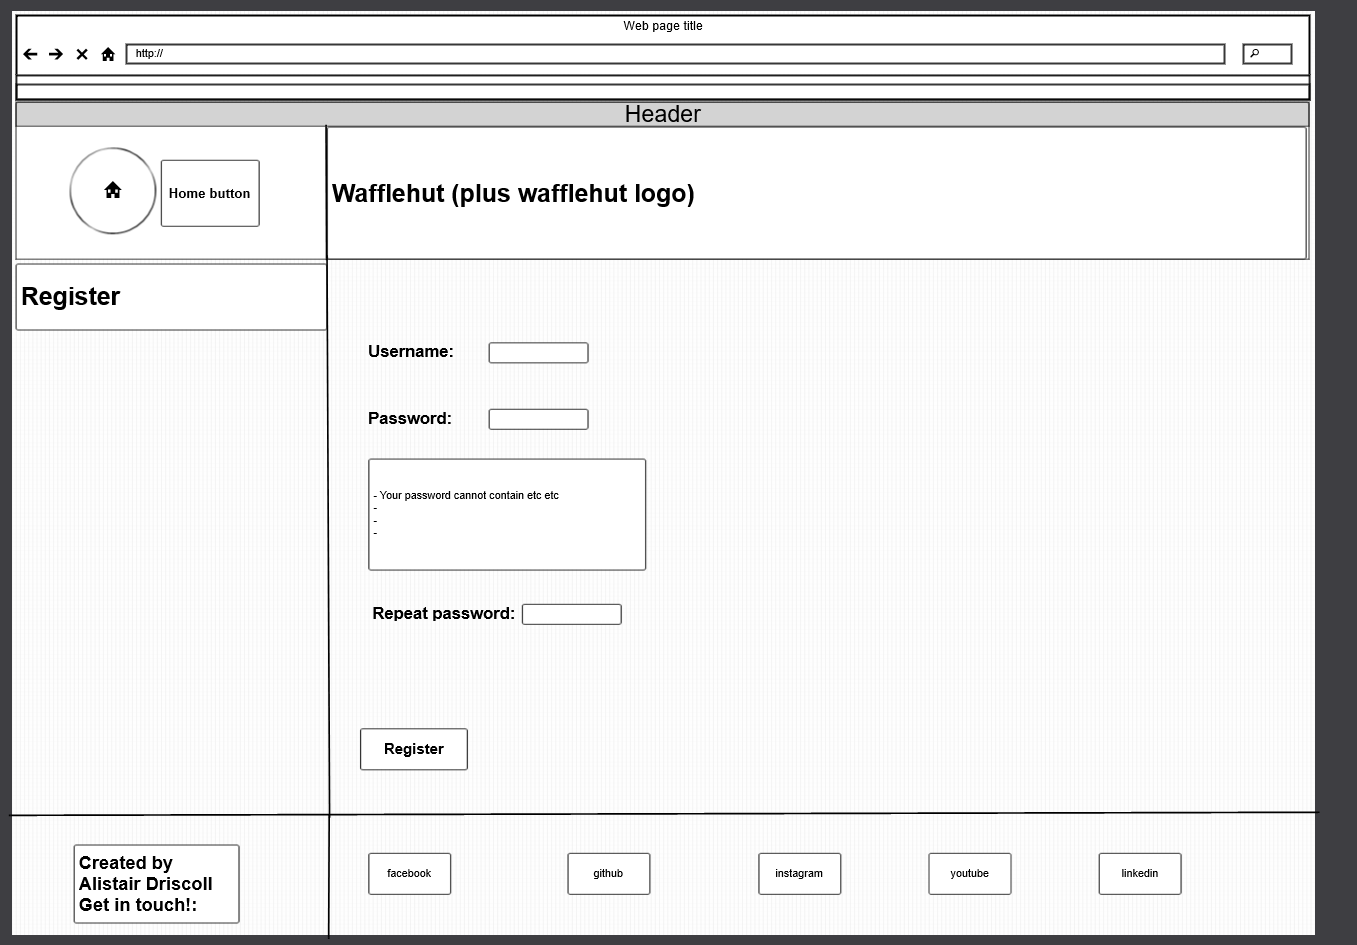 Web page title
http://
Header
Home button
Wafflehut (plus wafflehut logo)
Register
Username:
Password:
- Your password cannot contain etc etc
-
-
-
Repeat password:
Register
Created by
Alistair Driscoll
Get in touch!:
facebook
github
instagram
youtube
linkedin